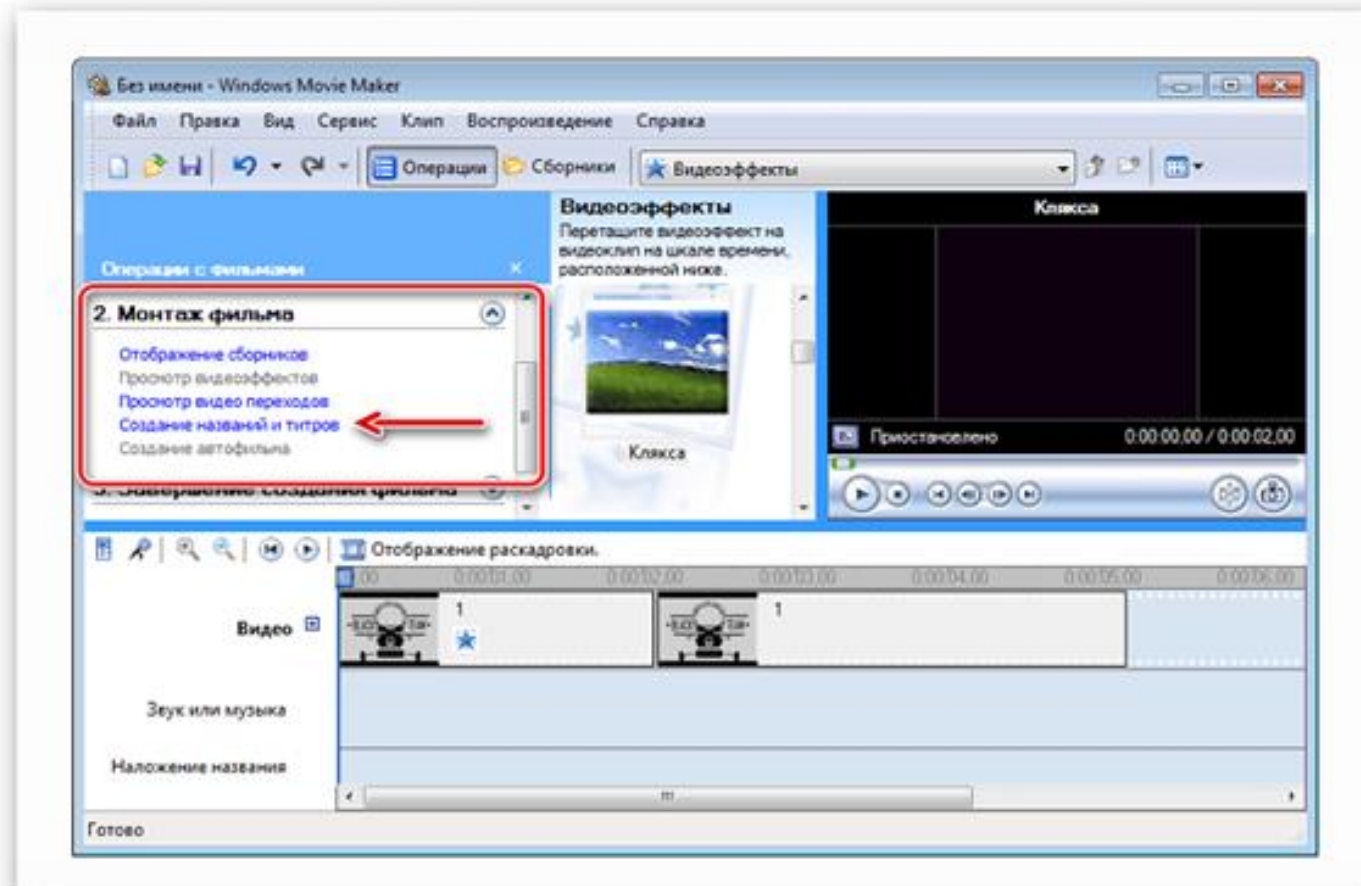 Без имени - Windows Movie Maker
Файл Правка Вид Сервис Клип Воспроизведение Справка
Операции Сборники Видеоэффекты
Операции с фильмами
2. Монтаж фильма
Отображение сборников
Просмотр видеоэффектов
Просмотр видео переходов
Создание названий и титров
Создание автофильма
3. Завершение создания фильма
Видеоэффекты
Перетащите видеоэффект на
видеоклип на шкале времени,
расположенной ниже.
Клякса
Клякса
Приостановлено 0:00:00,00 / 0:00:02,00
Отображение раскадровки.
0:00:01,00 0:00:02,00 0:00:03,00 0:00:04,00 0:00:05,00 0:00:06,00
Видео 1 1
Звук или музыка
Наложение названия
Готово